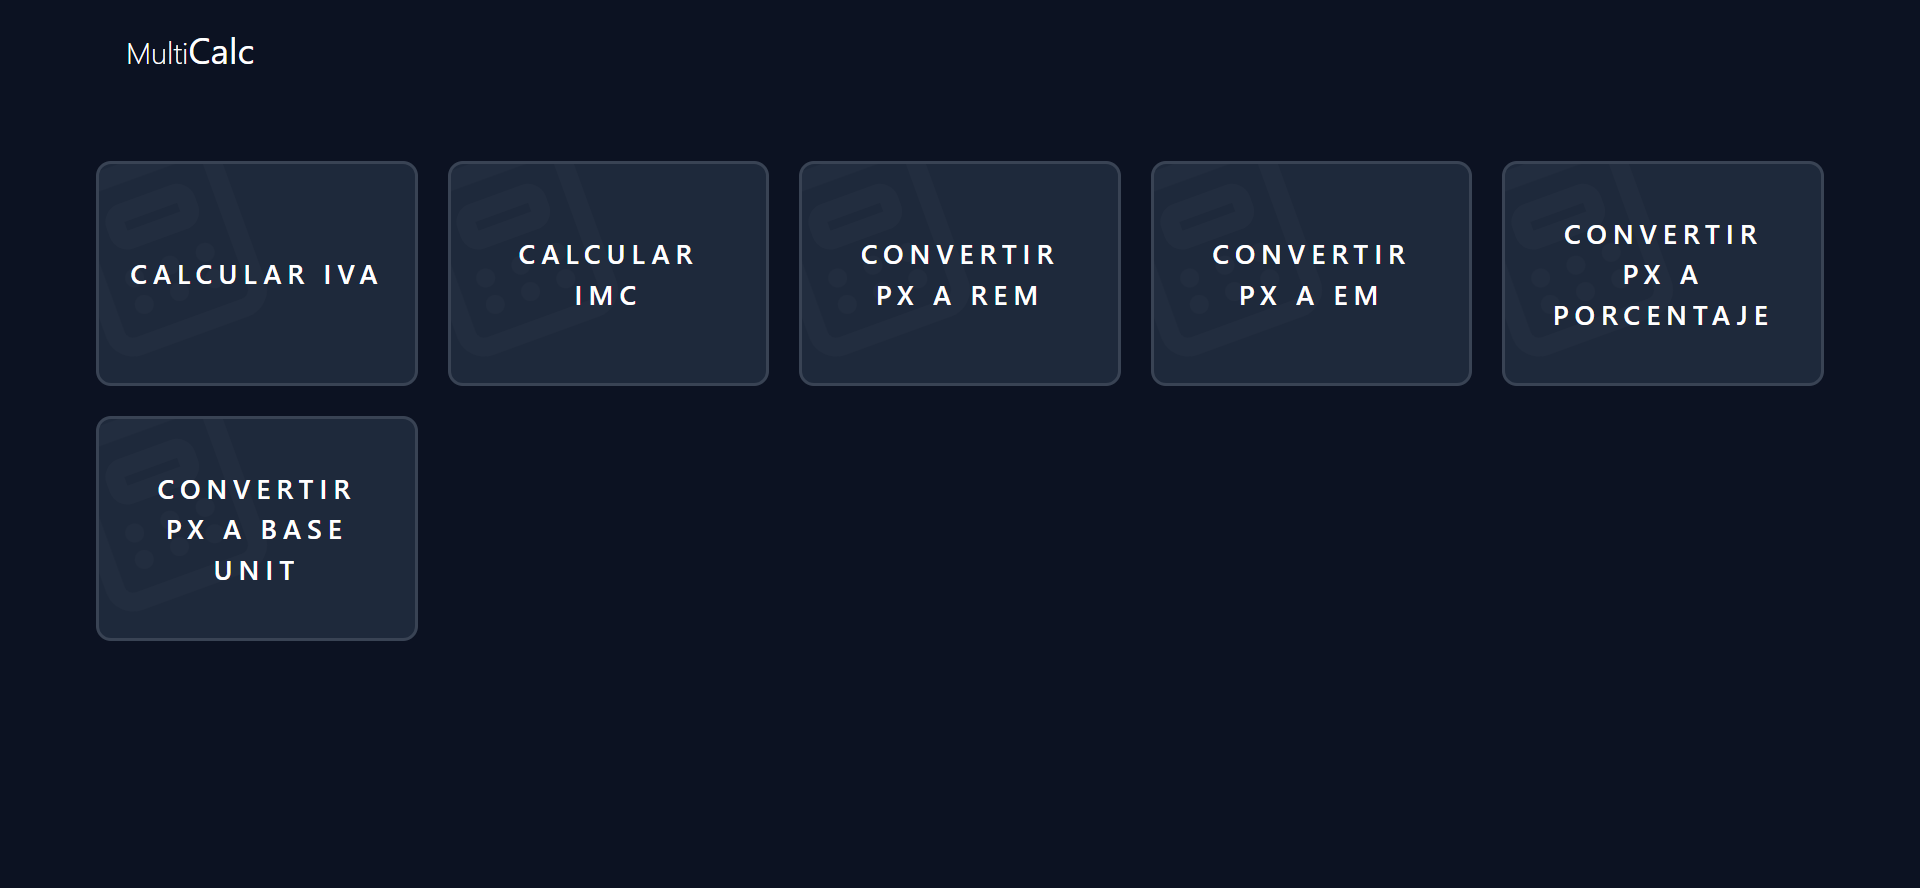 MultiCalc
CALCULAR IVA
CALCULAR
IMC
CONVERTIR
PX A REM
CONVERTIR
PX A EM
CONVERTIR
PX A
PORCENTAJE
CONVERTIR
PX A BASE
UNIT